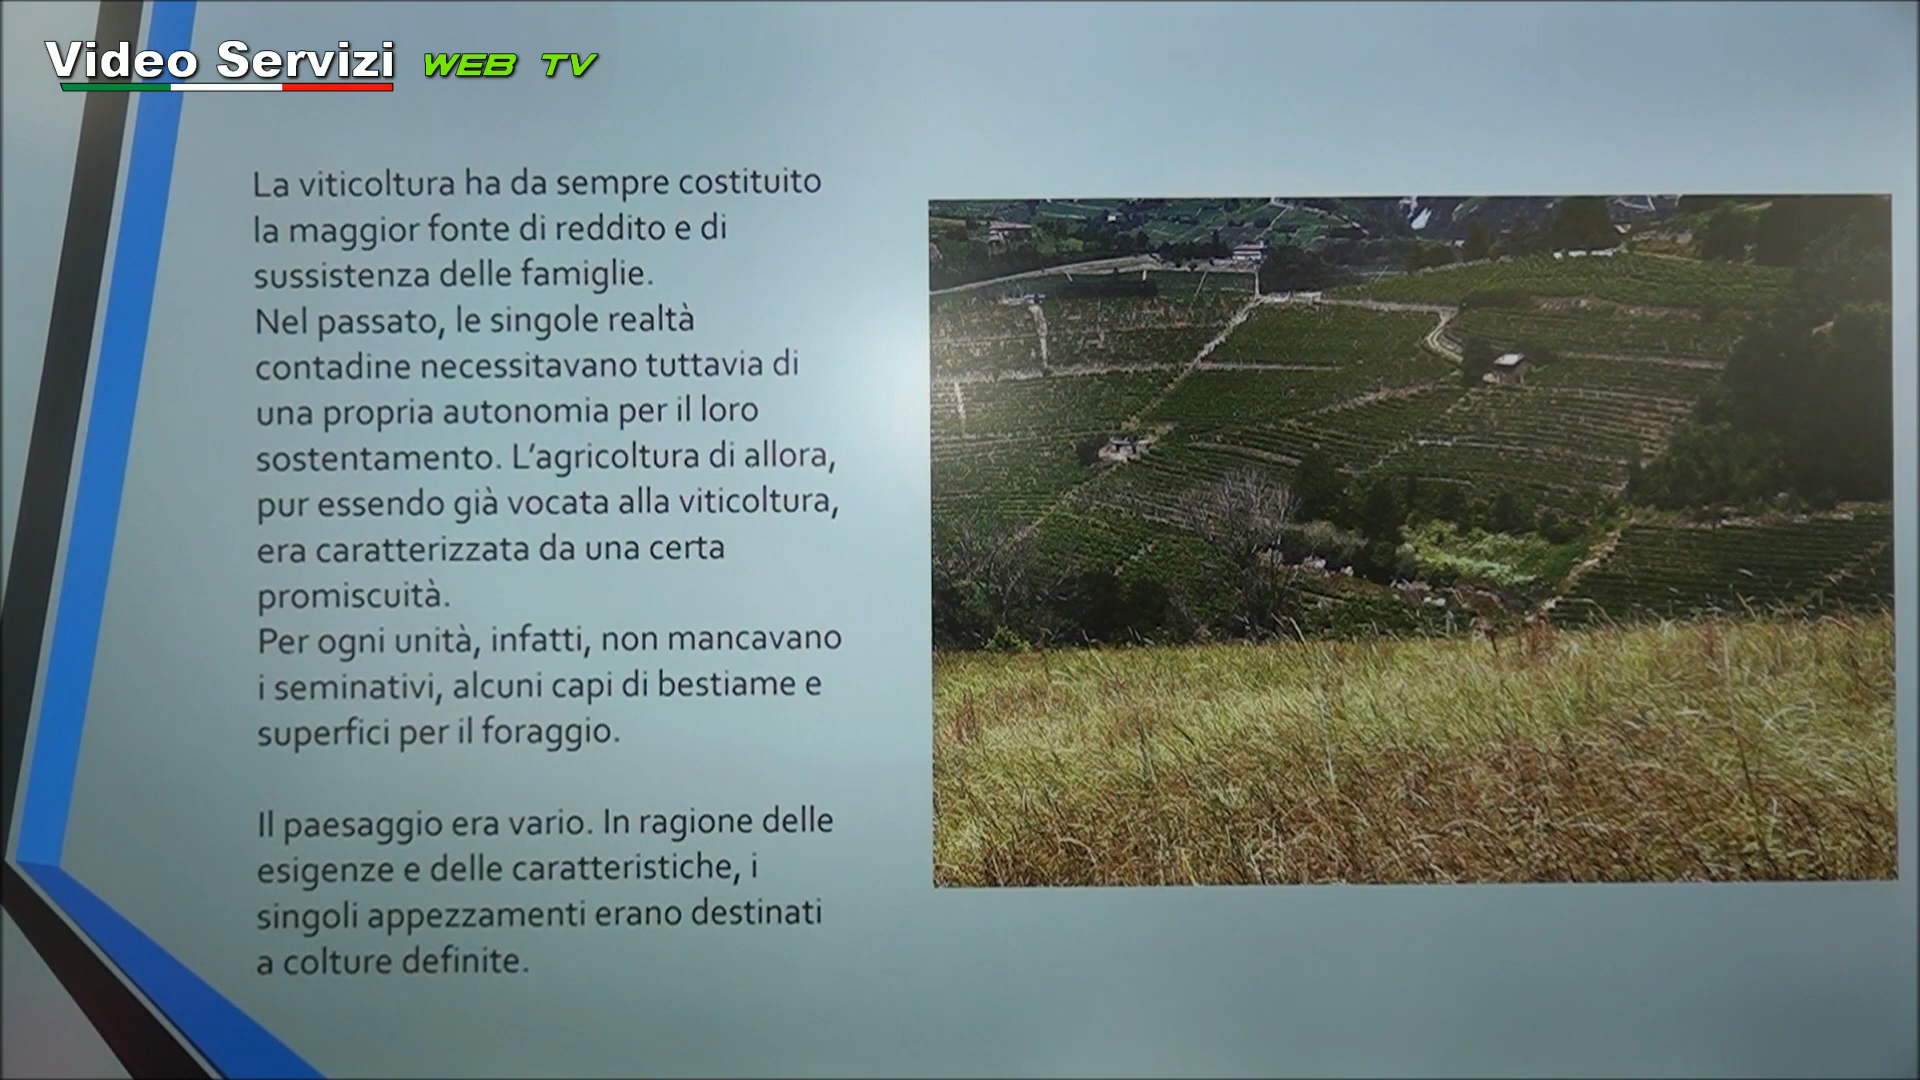 Video Servizi WEB TV
La viticoltura ha da sempre costituito
la maggior fonte di reddito e di
sussistenza delle famiglie.
Nel passato, le singole realtà
contadine necessitavano tuttavia di
una propria autonomia per il loro
sostentamento. L'agricoltura di allora,
pur essendo già vocata alla viticoltura,
era caratterizzata da una certa
promiscuità.
Per ogni unità, infatti, non mancavano
i seminativi, alcuni capi di bestiame e
superfici per il foraggio.
Il paesaggio era vario. In ragione delle
esigenze e delle caratteristiche, i
singoli appezzamenti erano destinati
a colture definite.